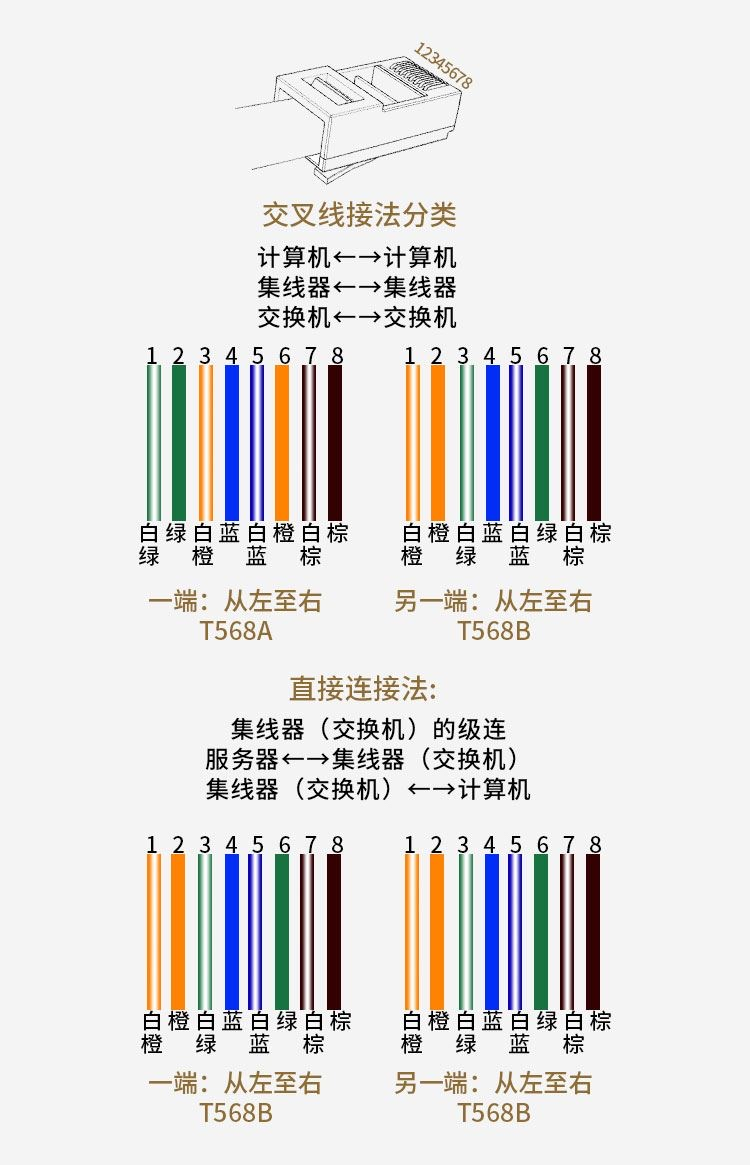 12345678
交叉线接法分类
计算机←→计算机
集线器←→集线器
交换机←→交换机
1 2 3 4 5 6 7 8
白绿 绿 白橙 蓝 白蓝 橙 白棕 棕
一端：从左至右
T568A
1 2 3 4 5 6 7 8
白橙 橙 白绿 蓝 白蓝 绿 白棕 棕
另一端：从左至右
T568B
直接连接法:
集线器（交换机）的级连
服务器←→集线器（交换机）
集线器（交换机）←→计算机
1 2 3 4 5 6 7 8
白橙 橙 白绿 蓝 白蓝 绿 白棕 棕
一端：从左至右
T568B
1 2 3 4 5 6 7 8
白橙 橙 白绿 蓝 白蓝 绿 白棕 棕
另一端：从左至右
T568B